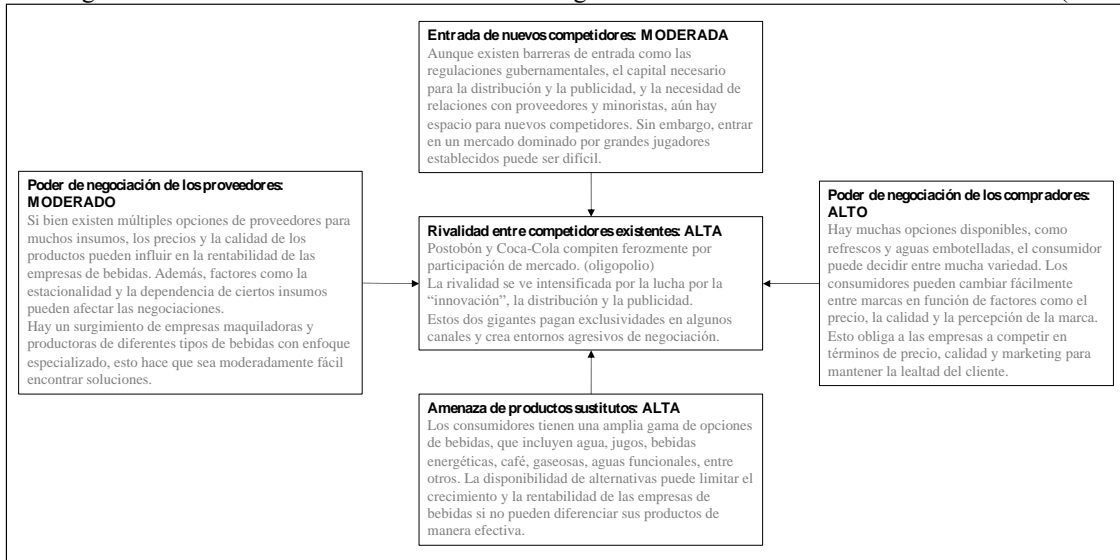 Entrada de nuevos competidores: MODERADA
Aunque existen barreras de entrada como las
regulaciones gubernamentales, el capital necesario
para la distribución y la publicidad, y la necesidad de
relaciones con proveedores y minoristas, aún hay
espacio para nuevos competidores. Sin embargo, entrar
en un mercado dominado por grandes jugadores
establecidos puede ser difícil.
Poder de negociación de los proveedores:
MODERADO
Si bien existen múltiples opciones de proveedores para
muchos insumos, los precios y la calidad de los
productos pueden influir en la rentabilidad de las
empresas de bebidas. Además, factores como la
estacionalidad y la dependencia de ciertos insumos
pueden afectar las negociaciones.
Hay un surgimiento de empresas maquiladoras y
productoras de diferentes tipos de bebidas con enfoque
especializado, esto hace que sea moderadamente fácil
encontrar soluciones.
Rivalidad entre competidores existentes: ALTA
Postobón y Coca-Cola compiten ferozmente por
participación de mercado. (oligopolio)
La rivalidad se ve intensificada por la lucha por la
“innovación”, la distribución y la publicidad.
Estos dos gigantes pagan exclusividades en algunos
canales y crea entornos agresivos de negociación.
Poder de negociación de los compradores:
ALTO
Hay muchas opciones disponibles, como
refrescos y aguas embotelladas, el consumidor
puede decidir entre mucha variedad. Los
consumidores pueden cambiar fácilmente
entre marcas en función de factores como el
precio, la calidad y la percepción de la marca.
Esto obliga a las empresas a competir en
términos de precio, calidad y marketing para
mantener la lealtad del cliente.
Amenaza de productos sustitutos: ALTA
Los consumidores tienen una amplia gama de opciones
de bebidas, que incluyen agua, jugos, bebidas
energéticas, café, gaseosas, aguas funcionales, entre
otros. La disponibilidad de alternativas puede limitar el
crecimiento y la rentabilidad de las empresas de
bebidas si no pueden diferenciar sus productos de
manera efectiva.